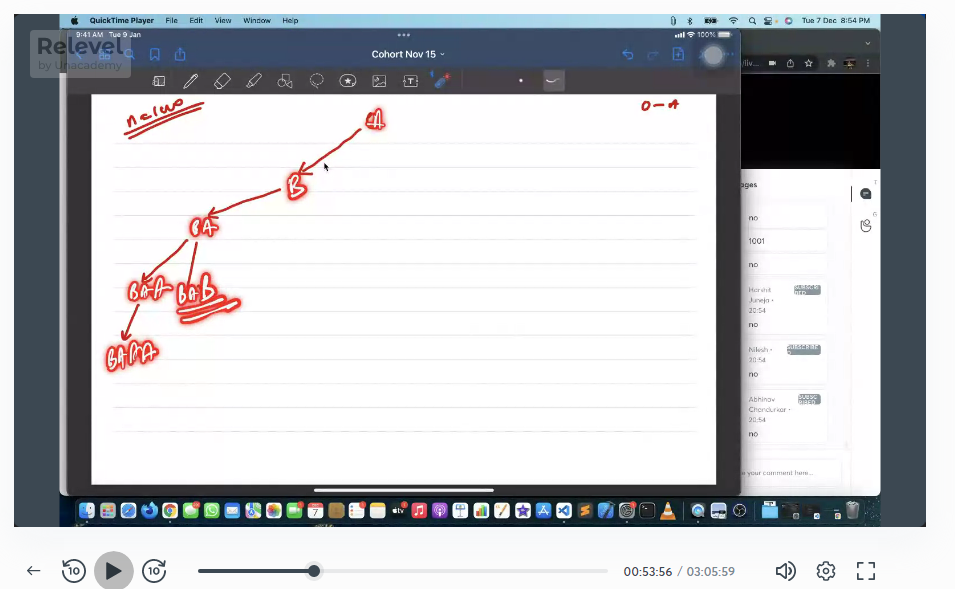 QuickTime Player File Edit View Window Help Tue 7 Dec 8:54 PM
9:41 AM Tue 9 Jan 100%
Relevel
by Unacademy
Cohort Nov 15
T
0-A
A
B
BA
BAA BAB
BAAA
ages
no
1001
no
Harshit
Juneja •
20:54
SUBSCRIBED
no
Nilesh •
20:54
SUBSCRIBED
no
Abhinav
Chandurkar •
20:54
SUBSCRIBED
no
e your comment here...
tv
7
10 10 00:53:56 / 03:05:59